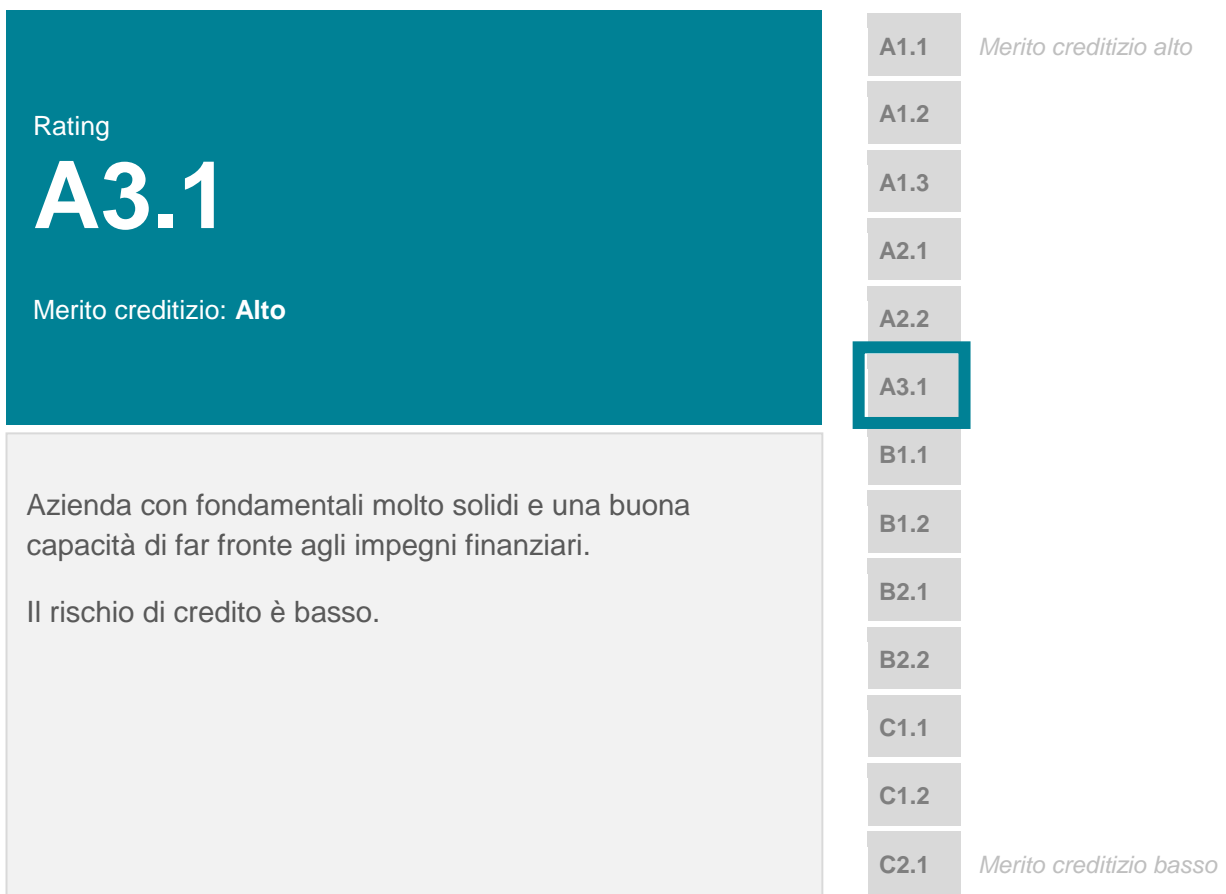 Rating
A3.1
Merito creditizio: Alto
Azienda con fondamentali molto solidi e una buona
capacità di far fronte agli impegni finanziari.
Il rischio di credito è basso.
A1.1 Merito creditizio alto
A1.2
A1.3
A2.1
A2.2
A3.1
B1.1
B1.2
B2.1
B2.2
C1.1
C1.2
C2.1 Merito creditizio basso